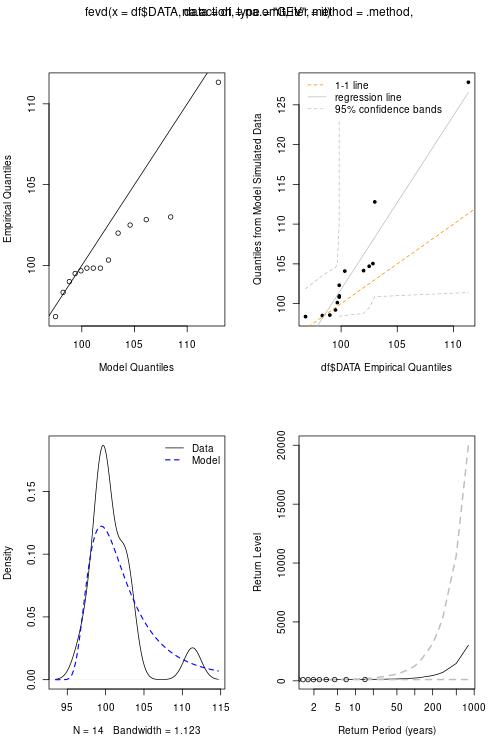 fevd(x = df$DATA,
100
105
110
Empirical Quantiles
100
105
110
Model Quantiles
1-1 line
regression line
95% confidence bands
100
105
110
115
120
125
Quantiles from Model Simulated Data
100
105
110
df$DATA Empirical Quantiles
Data
Model
0.00
0.05
0.10
0.15
Density
95
100
105
110
115
N = 14 Bandwidth = 1.123
0
5000
10000
15000
20000
Return Level
2
5
10
50
200
1000
Return Period (years)